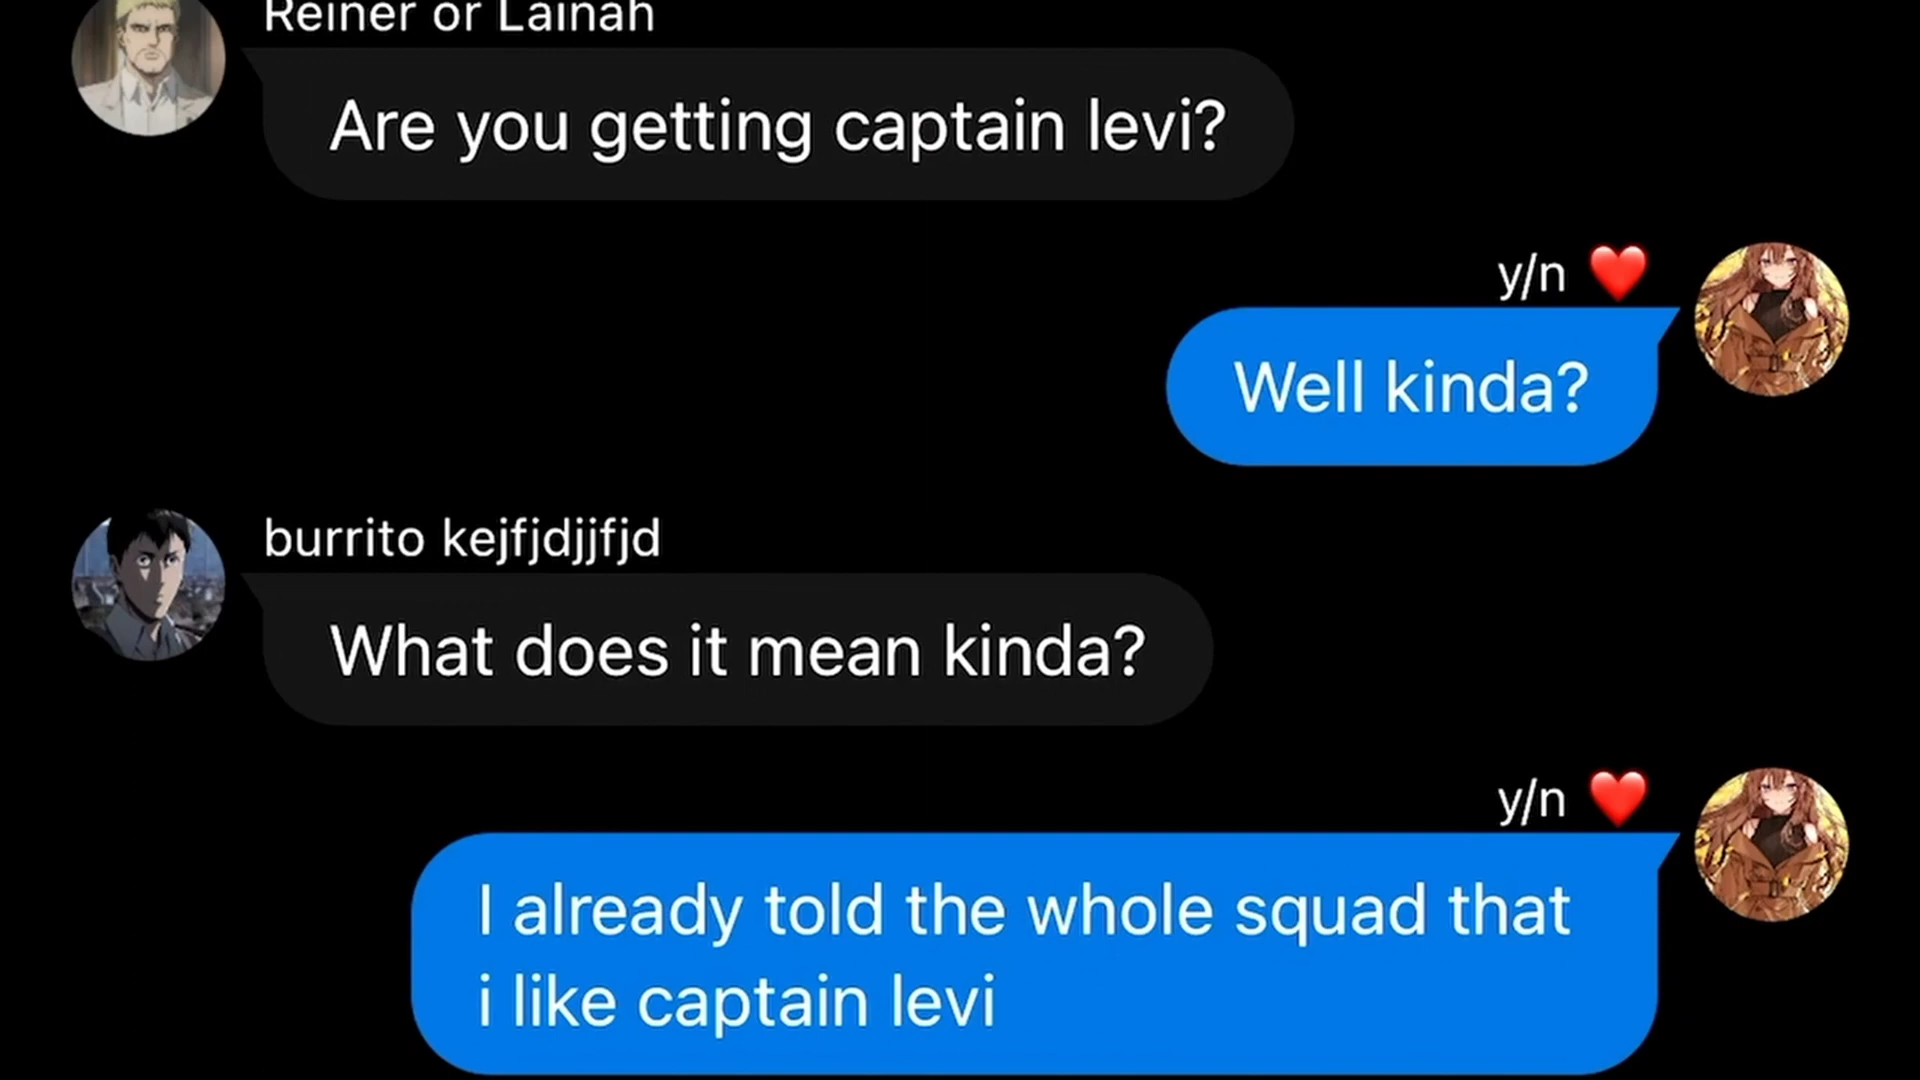 Reiner or Lainah
Are you getting captain levi?
y/n ❤️
Well kinda?
burrito kejfjdjjfjd
What does it mean kinda?
y/n ❤️
I already told the whole squad that
i like captain levi